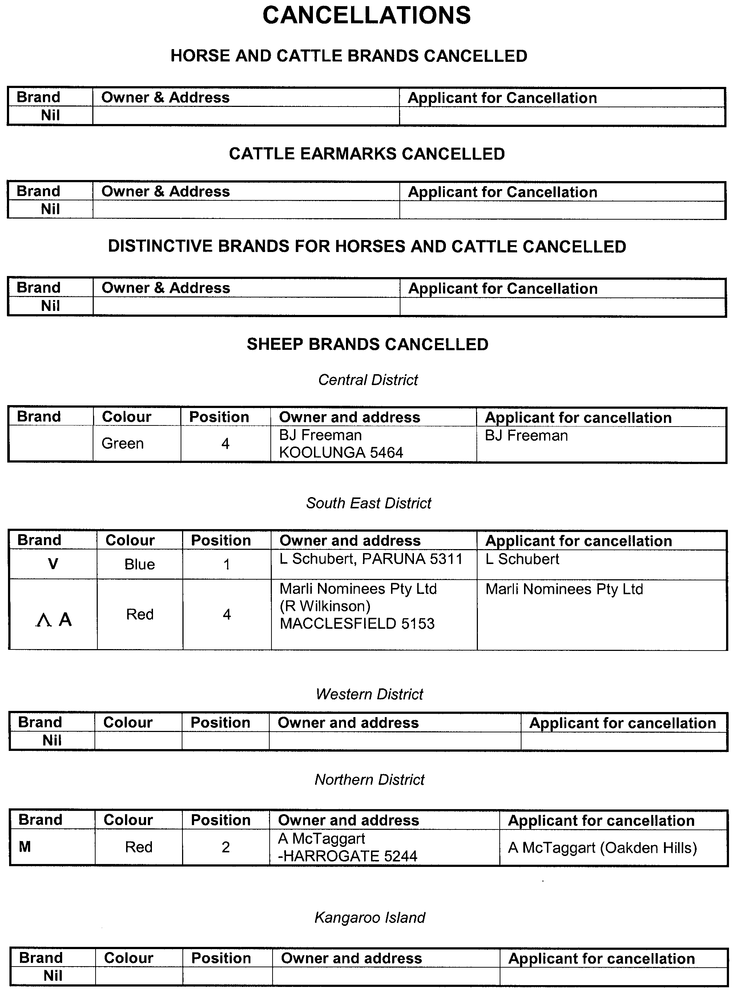 CANCELLATIONS
HORSE AND CATTLE BRANDS CANCELLED
Brand Owner & Address Applicant for Cancellation
Nil
CATTLE EARMARKS CANCELLED
Brand Owner & Address Applicant for Cancellation
Nil
DISTINCTIVE BRANDS FOR HORSES AND CATTLE CANCELLED
Brand Owner & Address Applicant for Cancellation
Nil
SHEEP BRANDS CANCELLED
Central District
Brand Colour Position Owner and address Applicant for cancellation
Green 4 BJ Freeman BJ Freeman
KOOLUNGA 5464
South East District
Brand Colour Position Owner and address Applicant for cancellation
V Blue 1 L Schubert, PARUNA 5311 L Schubert
Marli Nominees Pty Ltd Marli Nominees Pty Ltd
(R Wilkinson)
Λ A Red 4 MACCLESFIELD 5153
Western District
Brand Colour Position Owner and address Applicant for cancellation
Nil
Northern District
Brand Colour Position Owner and address Applicant for cancellation
M Red 2 A McTaggart A McTaggart (Oakden Hills)
-HARROGATE 5244
Kangaroo Island
Brand Colour Position Owner and address Applicant for cancellation
Nil